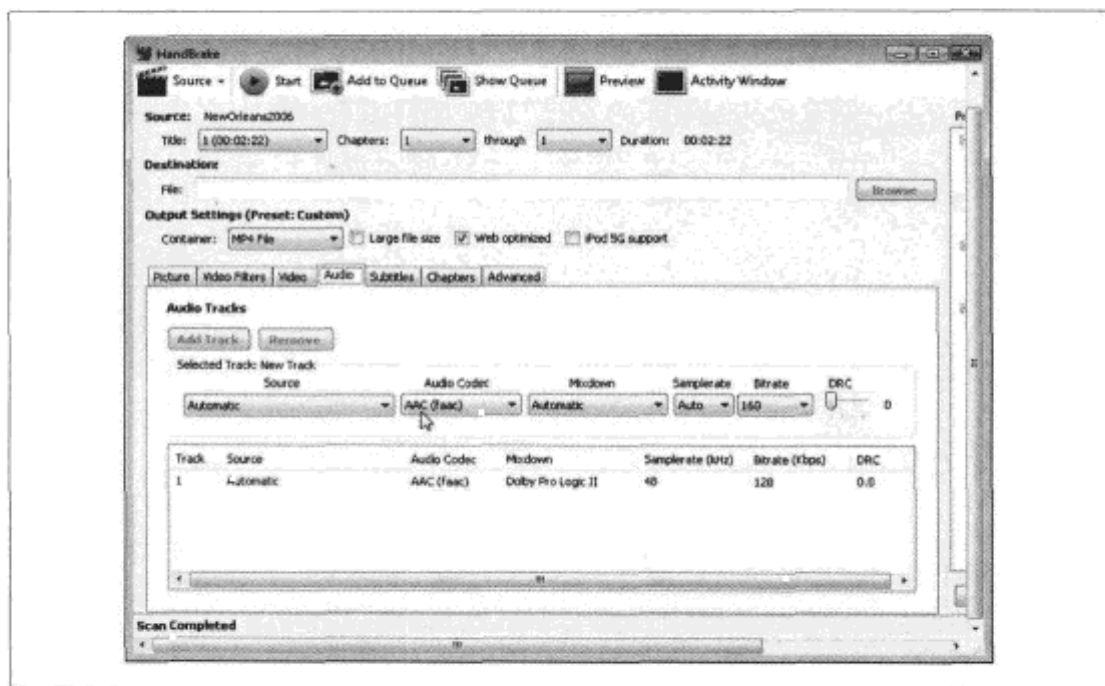 HandBrake
Source Start Add to Queue Show Queue Preview Activity Window
Source: NewOrleans2006
Title: 1 (00:02:22) Chapters: 1 through 1 Duration: 00:02:22
Destination:
File: Browse
Output Settings (Preset: Custom)
Container: MP4 File Large file size Web optimized iPod 5G support
Picture Video Filters Video Audio Subtitles Chapters Advanced
Audio Tracks
Add Track Remove
Selected Track: New Track
Source Audio Codec Mixdown Samplerate Bitrate DRC
Automatic AAC (faac) Automatic Auto 160 0
Track Source Audio Codec Mixdown Samplerate (kHz) Bitrate (Kbps) DRC
1 Automatic AAC (faac) Dolby Pro Logic II 48 128 0.0
Scan Completed